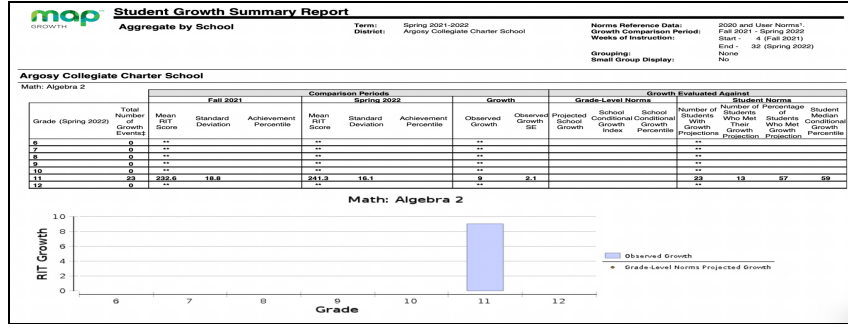 map
GROWTH
Student Growth Summary Report
Aggregate by School
Term: Spring 2021-2022
District: Argosy Collegiate Charter School
Norms Reference Data: 2020 and User Norms¹.
Growth Comparison Period: Fall 2021 - Spring 2022
Weeks of Instruction: Start - 4 (Fall 2021)
End - 32 (Spring 2022)
Grouping: None
Small Group Display: No
Argosy Collegiate Charter School
Math: Algebra 2
Comparison Periods Growth Evaluated Against
Fall 2021 Spring 2022 Growth Grade-Level Norms Student Norms
Grade (Spring 2022)
Total Number of Growth Events‡
Mean RIT Score
Standard Deviation
Achievement Percentile
Mean RIT Score
Standard Deviation
Achievement Percentile
Observed Growth
Observed Growth SE
Projected School Growth
School Conditional Growth Index
School Conditional Growth Percentile
Number of Students With Growth Projections
Number of Students Who Met Their Growth Projection
Percentage of Students Who Met Growth Projection
Student Median Conditional Growth Percentile
6 0 ** ** ** **
7 0 ** ** ** **
8 0 ** ** ** **
9 0 ** ** ** **
10 0 ** ** ** **
11 23 232.6 18.8 241.3 16.1 9 2.1 23 13 57 59
12 0 ** ** ** **
Math: Algebra 2
RIT Growth
10
8
6
4
2
0
6 7 8 9 10 11 12
Grade
Observed Growth
* Grade-Level Norms Projected Growth